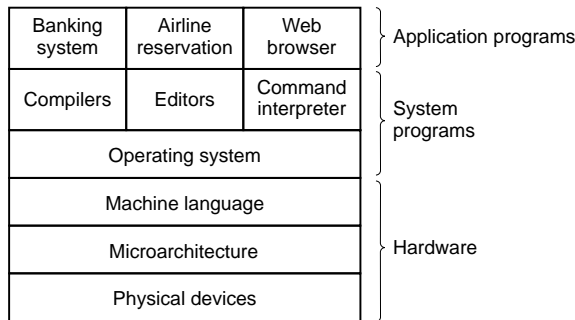 Banking
system
Airline
reservation
Web
browser
Application programs
Compilers
Editors
Command
interpreter
System
programs
Operating system
Machine language
Microarchitecture
Hardware
Physical devices